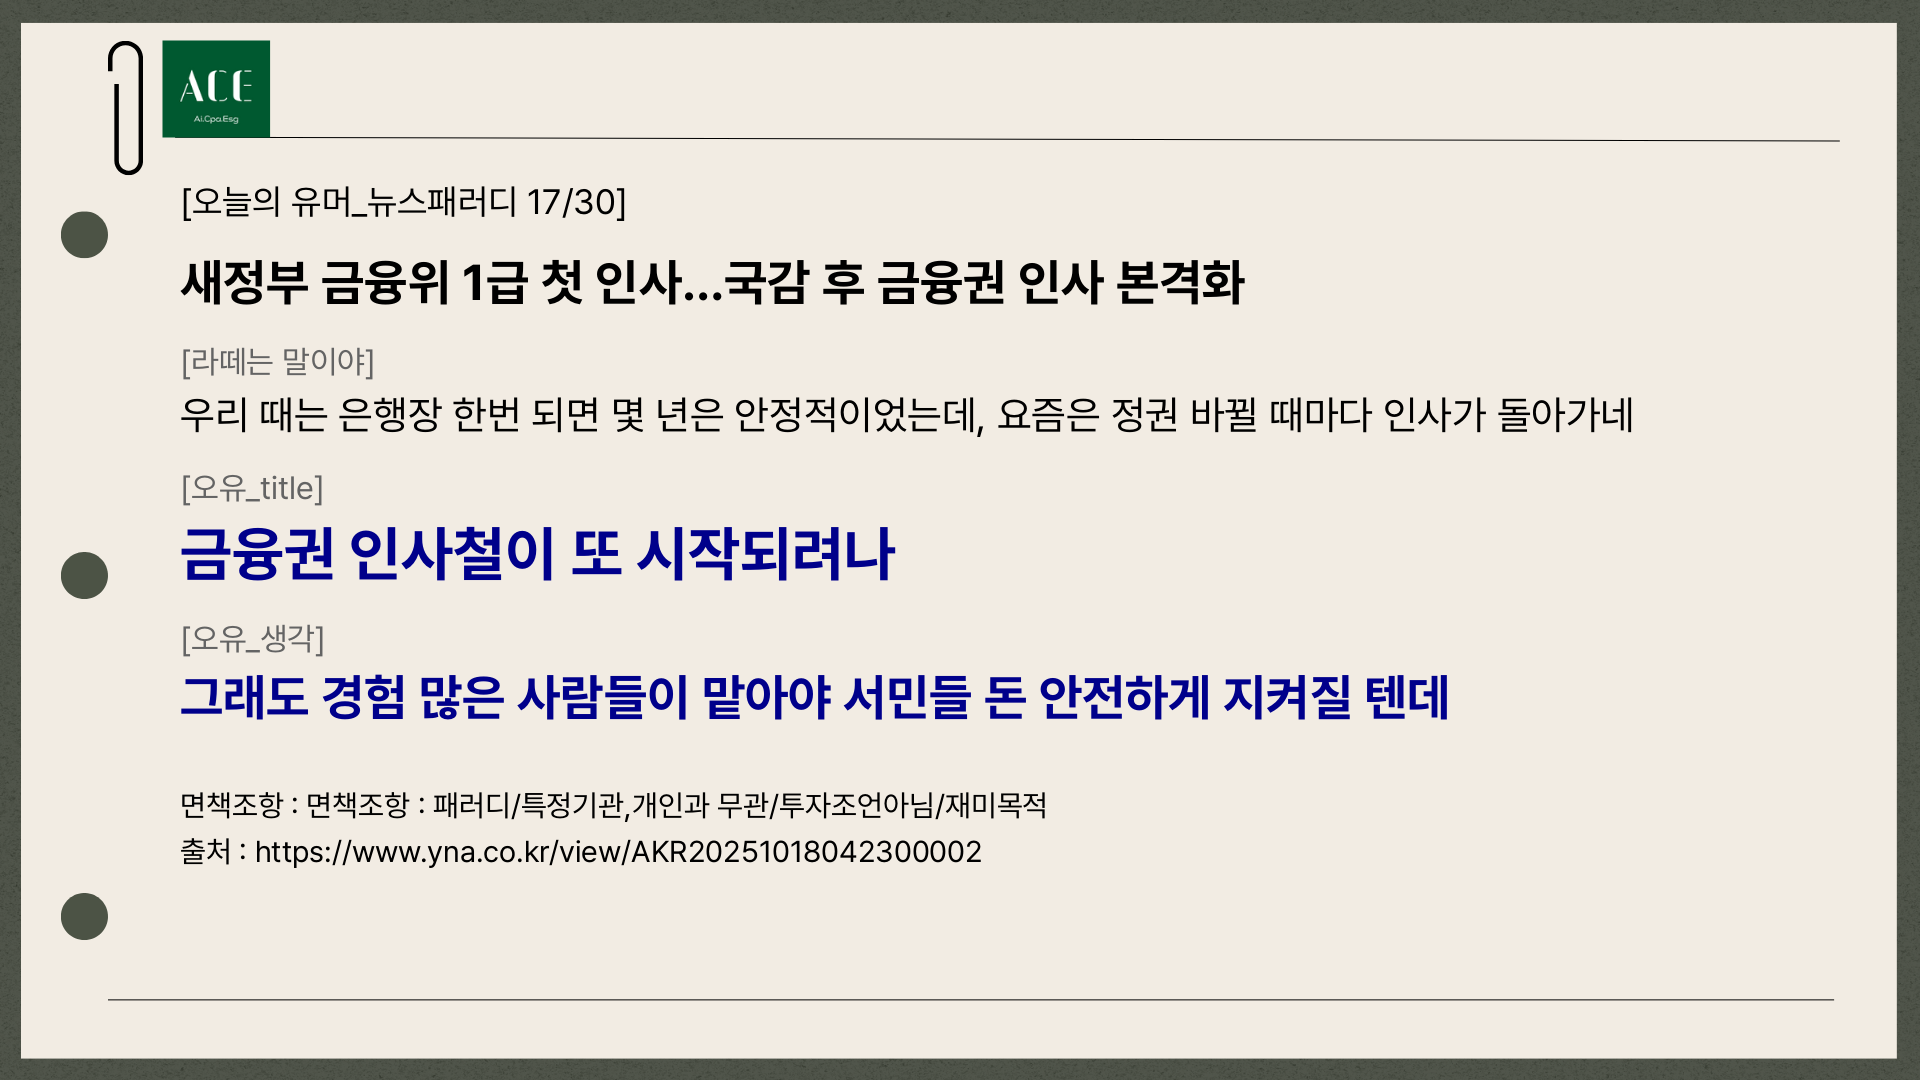 ACE
Ai.Cpa.Esg
[오늘의 유머_뉴스패러디 17/30]
새정부 금융위 1급 첫 인사...국감 후 금융권 인사 본격화
[라떼는 말이야]
우리 때는 은행장 한번 되면 몇 년은 안정적이었는데, 요즘은 정권 바뀔 때마다 인사가 돌아가네
[오유_title]
금융권 인사철이 또 시작되려나
[오유_생각]
그래도 경험 많은 사람들이 맡아야 서민들 돈 안전하게 지켜질 텐데
면책조항 : 면책조항 : 패러디/특정기관,개인과 무관/투자조언아님/재미목적
출처 : https://www.yna.co.kr/view/AKR20251018042300002